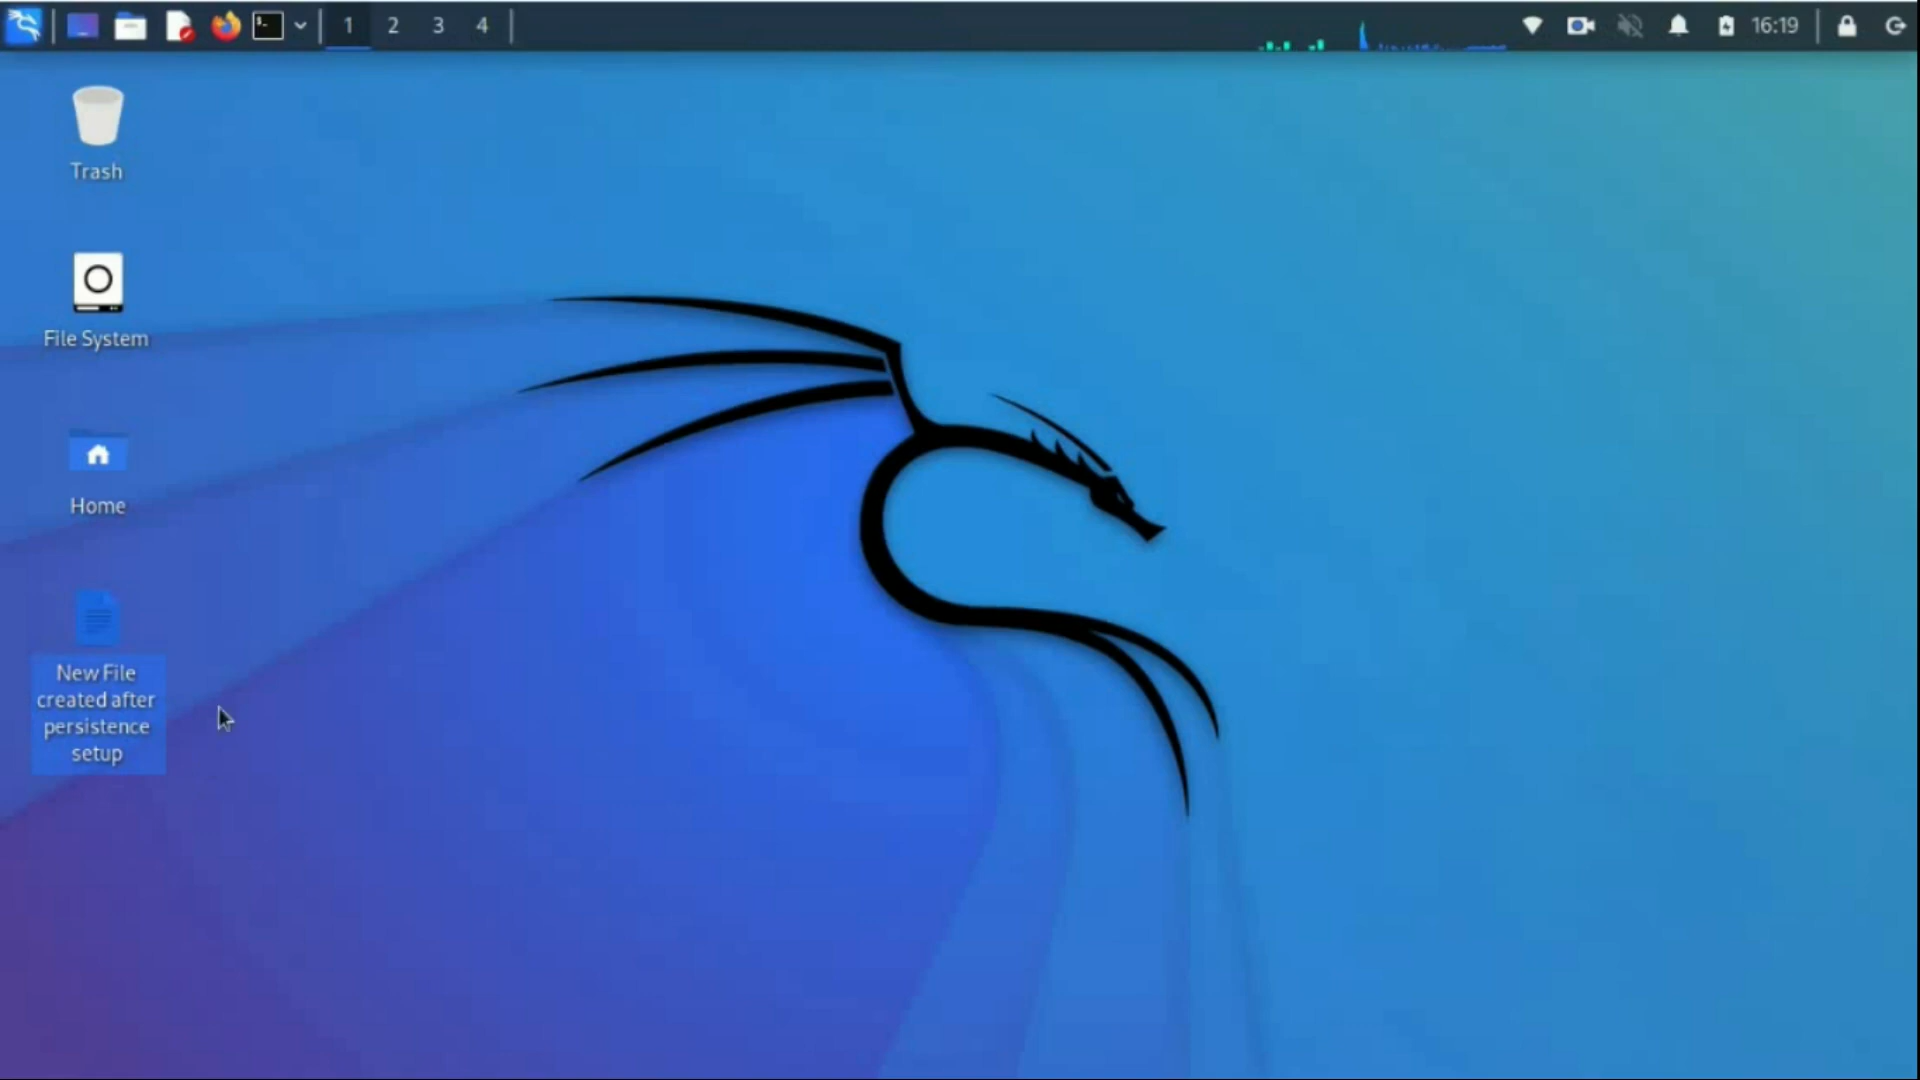 1 2 3 4
16:19
Trash
File System
Home
New File
created after
persistence
setup